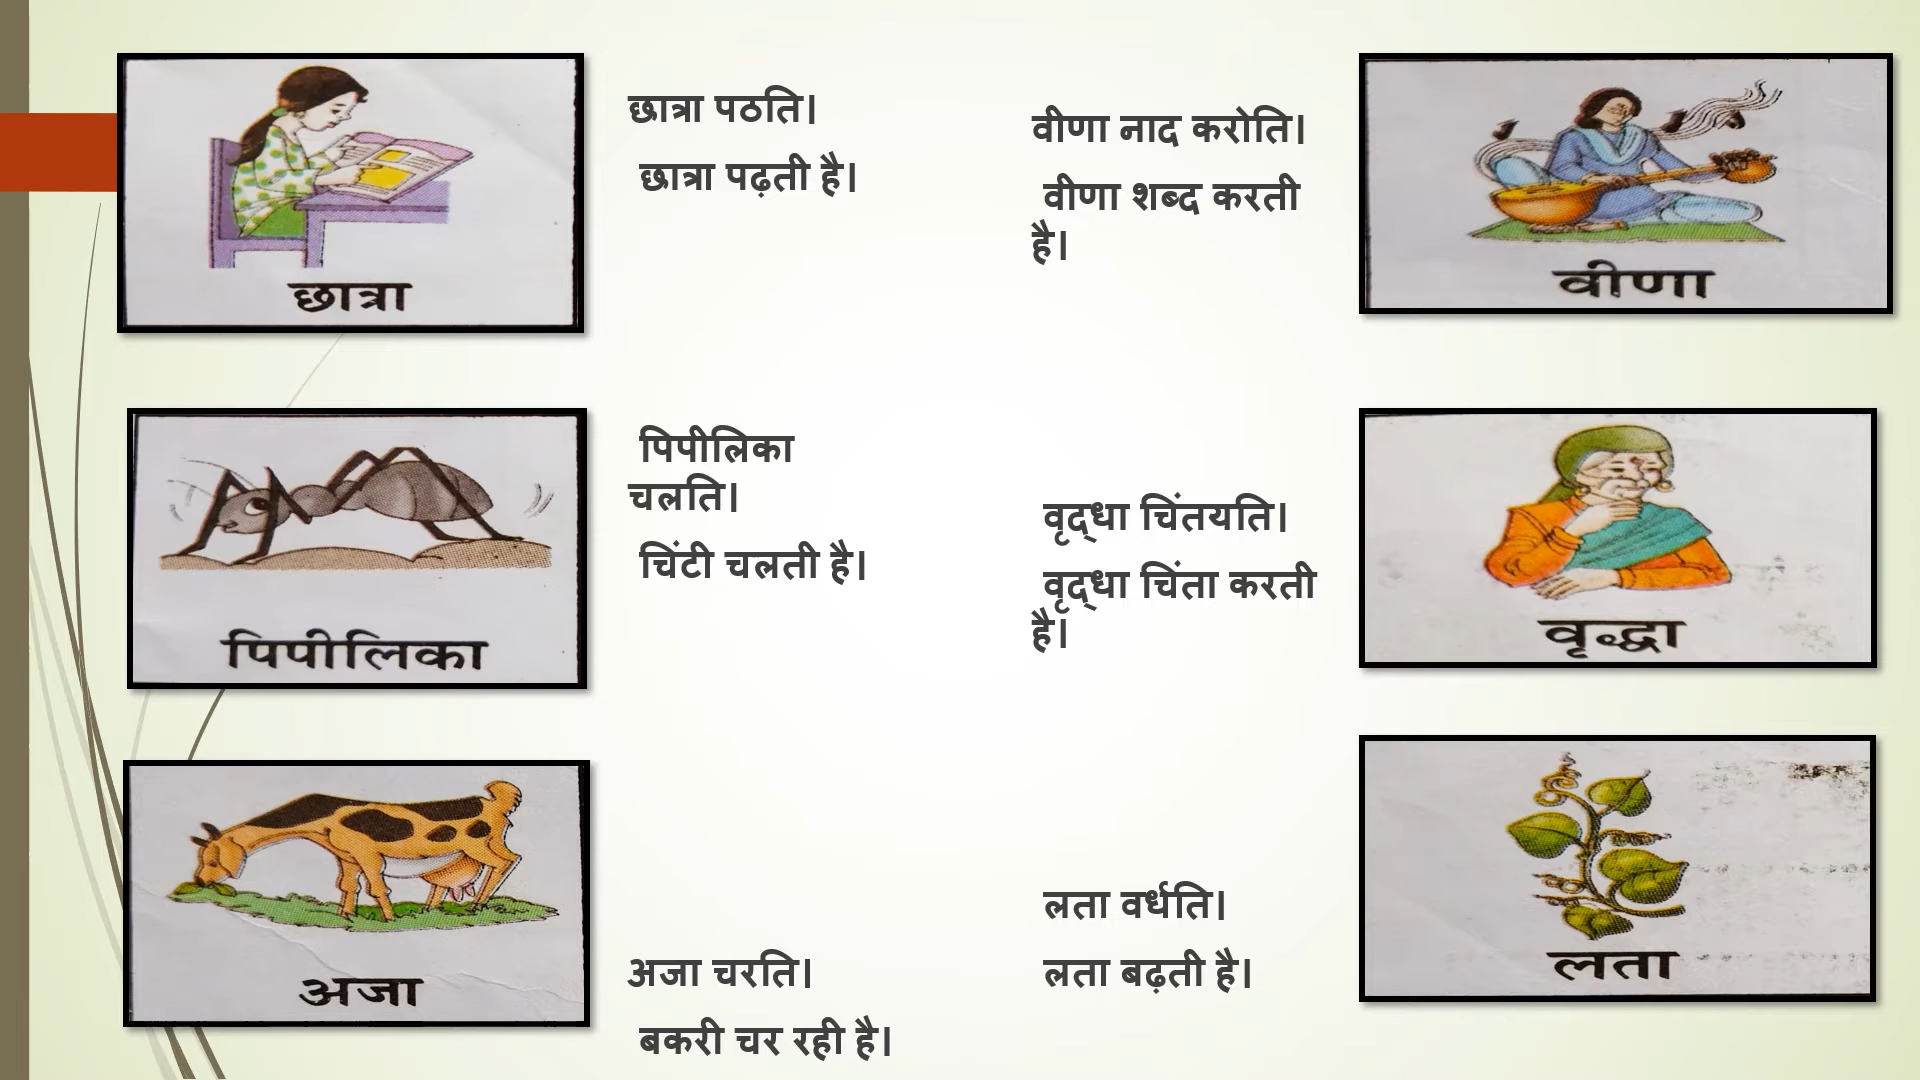 छात्रा
छात्रा पठति।
छात्रा पढ़ती है।
पिपीलिका
पिपीलिका
चलति।
चिंटी चलती है।
अजा
अजा चरति।
बकरी चर रही है।
वीणा नाद करोति।
वीणा शब्द करती
है।
वीणा
वृद्धा चिंतयति।
वृद्धा चिंता करती
है।
वृद्धा
लता वर्धति।
लता बढ़ती है।
लता